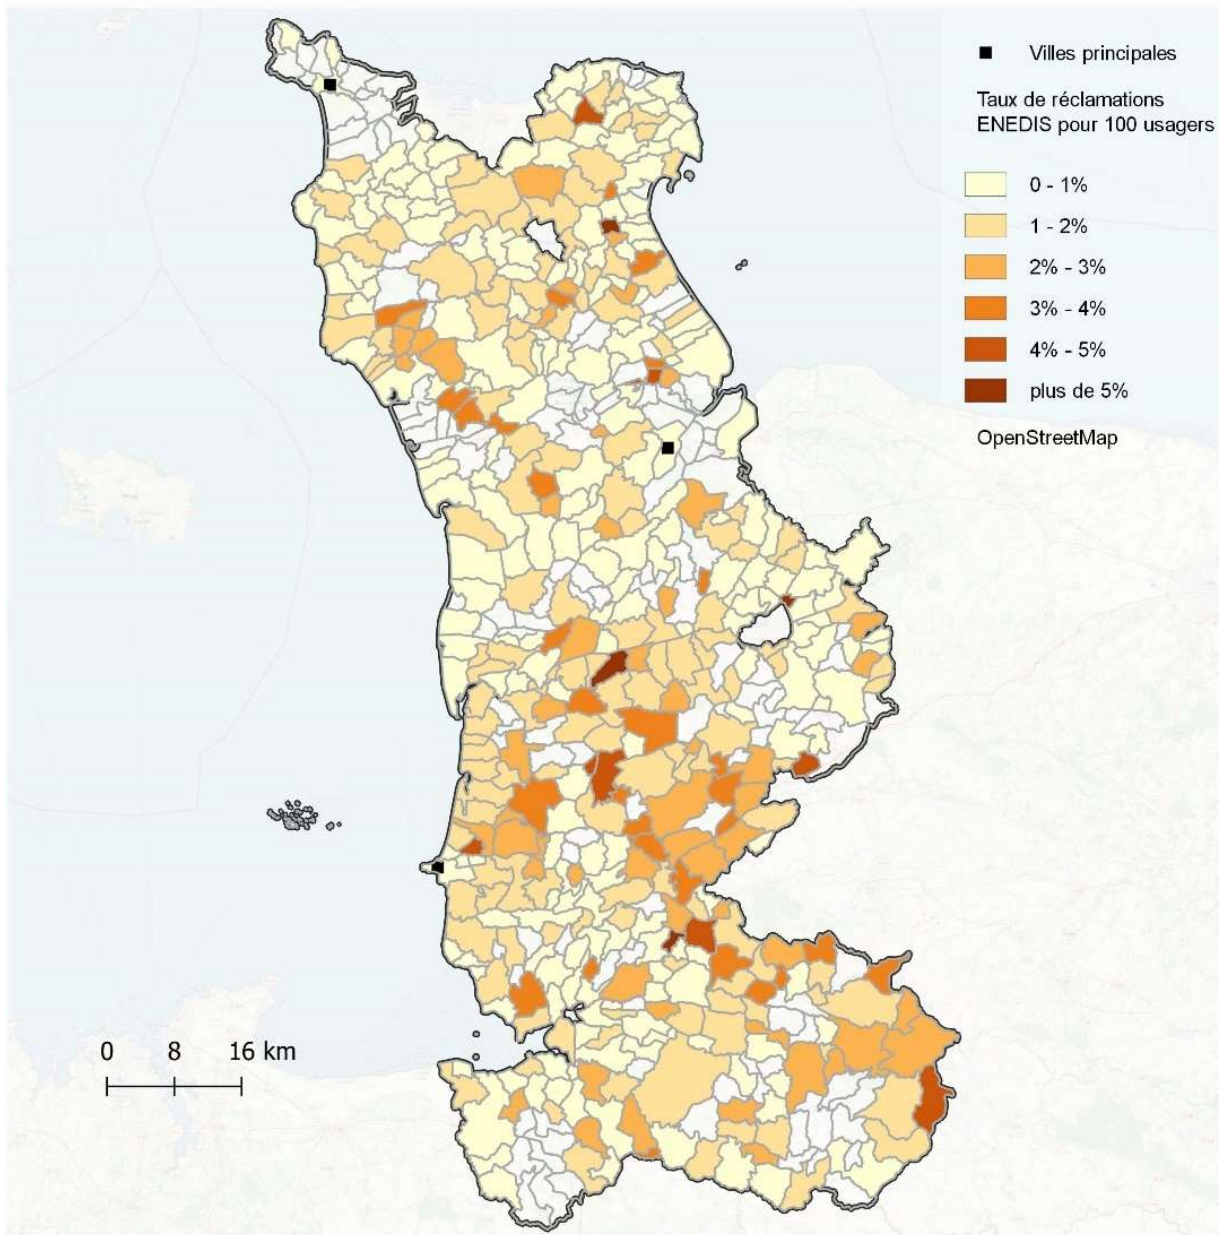 Villes principales
Taux de réclamations
ENEDIS pour 100 usagers
0 - 1%
1 - 2%
2% - 3%
3% - 4%
4% - 5%
plus de 5%
OpenStreetMap
0 8 16 km